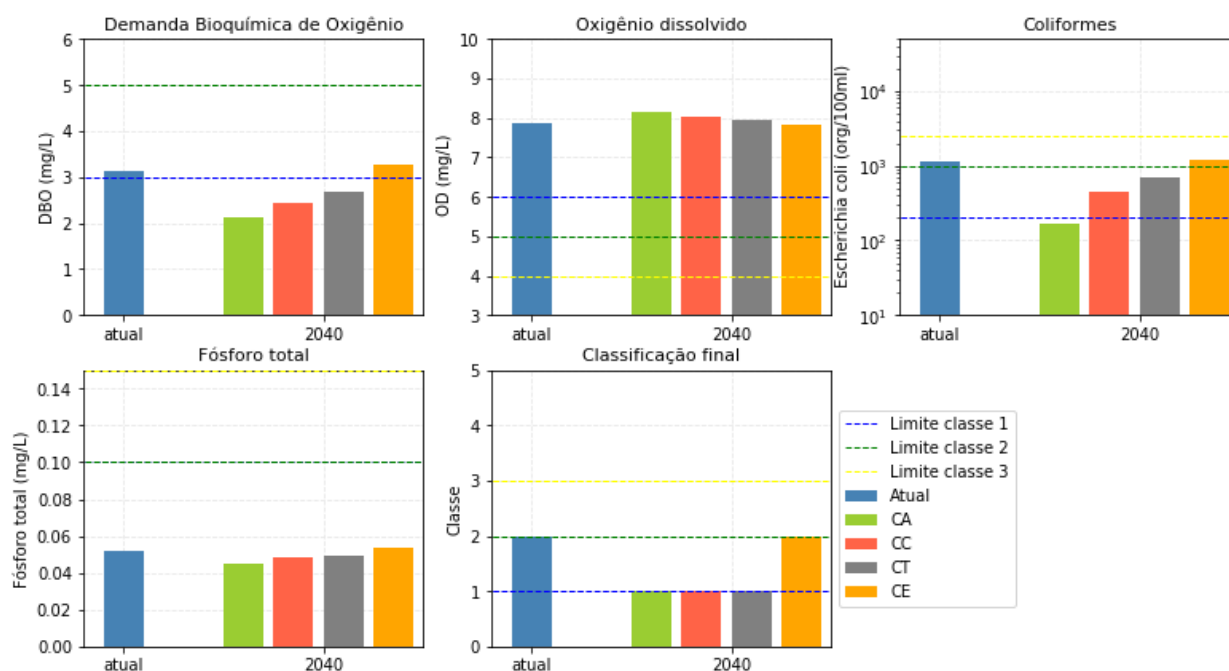 Demanda Bioquímica de Oxigênio
DBO (mg/L)
6
5
4
3
2
1
0
atual
2040
Oxigênio dissolvido
OD (mg/L)
10
9
8
7
6
5
4
3
atual
2040
Coliformes
Escherichia coli (org/100ml)
10⁴
10³
10²
10¹
atual
2040
Fósforo total
Fósforo total (mg/L)
0.14
0.12
0.10
0.08
0.06
0.04
0.02
0.00
atual
2040
Classificação final
Classe
5
4
3
2
1
0
atual
2040
Limite classe 1
Limite classe 2
Limite classe 3
Atual
CA
CC
CT
CE